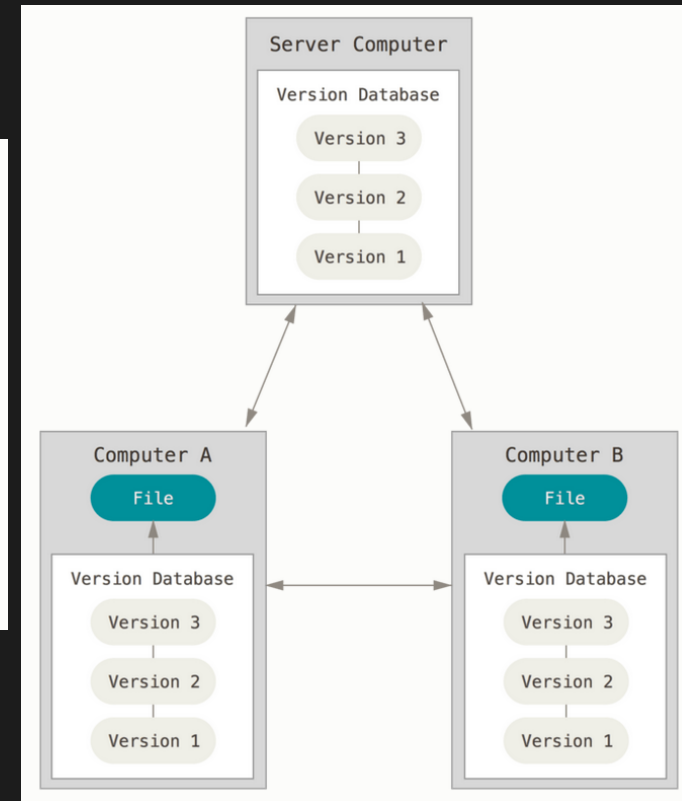 Server Computer
Version Database
Version 3
Version 2
Version 1
Computer A
File
Version Database
Version 3
Version 2
Version 1
Computer B
File
Version Database
Version 3
Version 2
Version 1